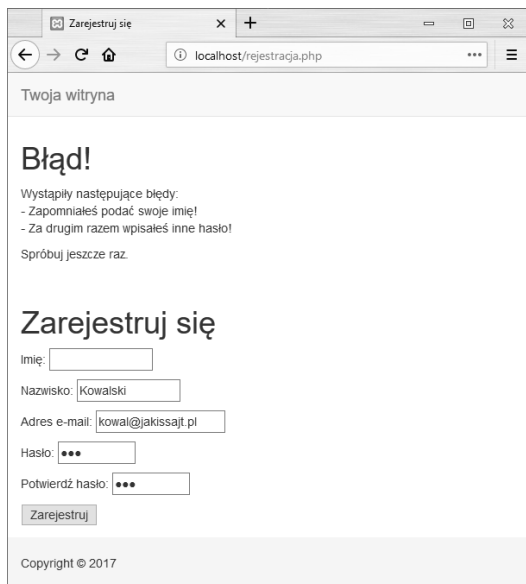 Zarejestruj się
localhost/rejestracja.php
Twoja witryna
Błąd!
Wystąpiły następujące błędy:
- Zapomniałeś podać swoje imię!
- Za drugim razem wpisałeś inne hasło!
Spróbuj jeszcze raz.
Zarejestruj się
Imię:
Nazwisko: Kowalski
Adres e-mail: kowal@jakissajt.pl
Hasło: •••
Potwierdź hasło: •••
Zarejestruj
Copyright © 2017